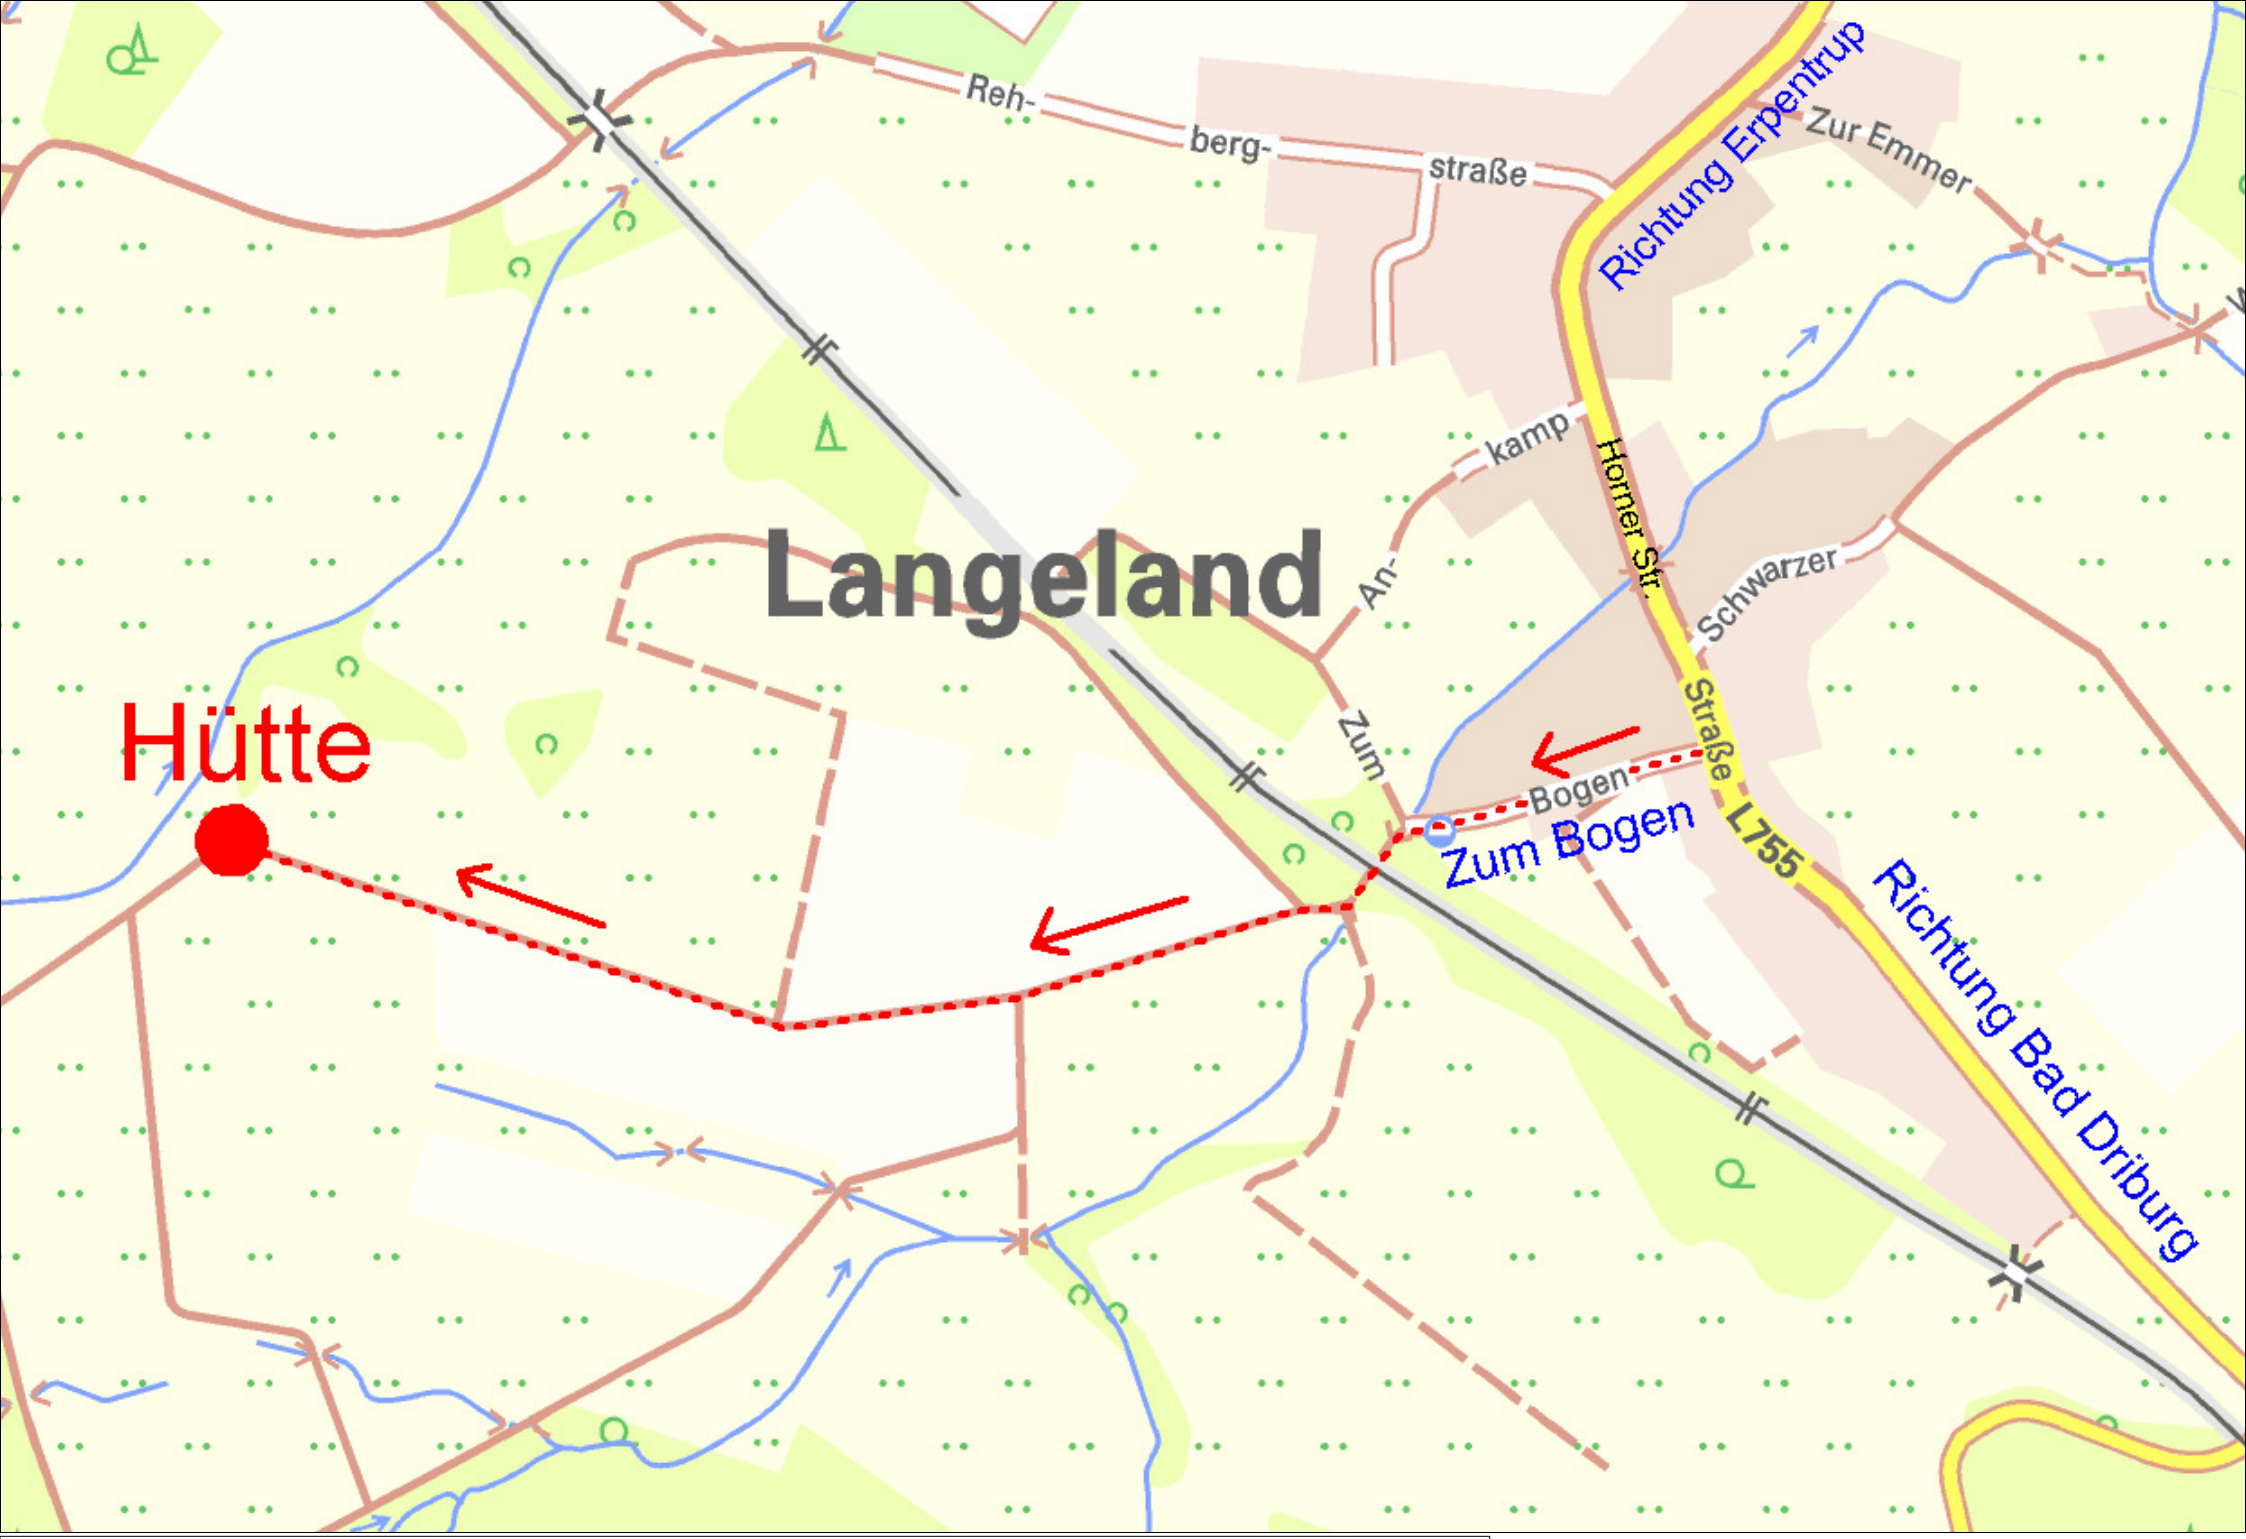 Reh-
berg-
straße
Richtung Erpentrup
Zur Emmer
kamp
An-
Horner Str.
Schwarzer
Langeland
Straße
Zum
Hütte
Bogen
Zum Bogen
L755
Richtung Bad Driburg